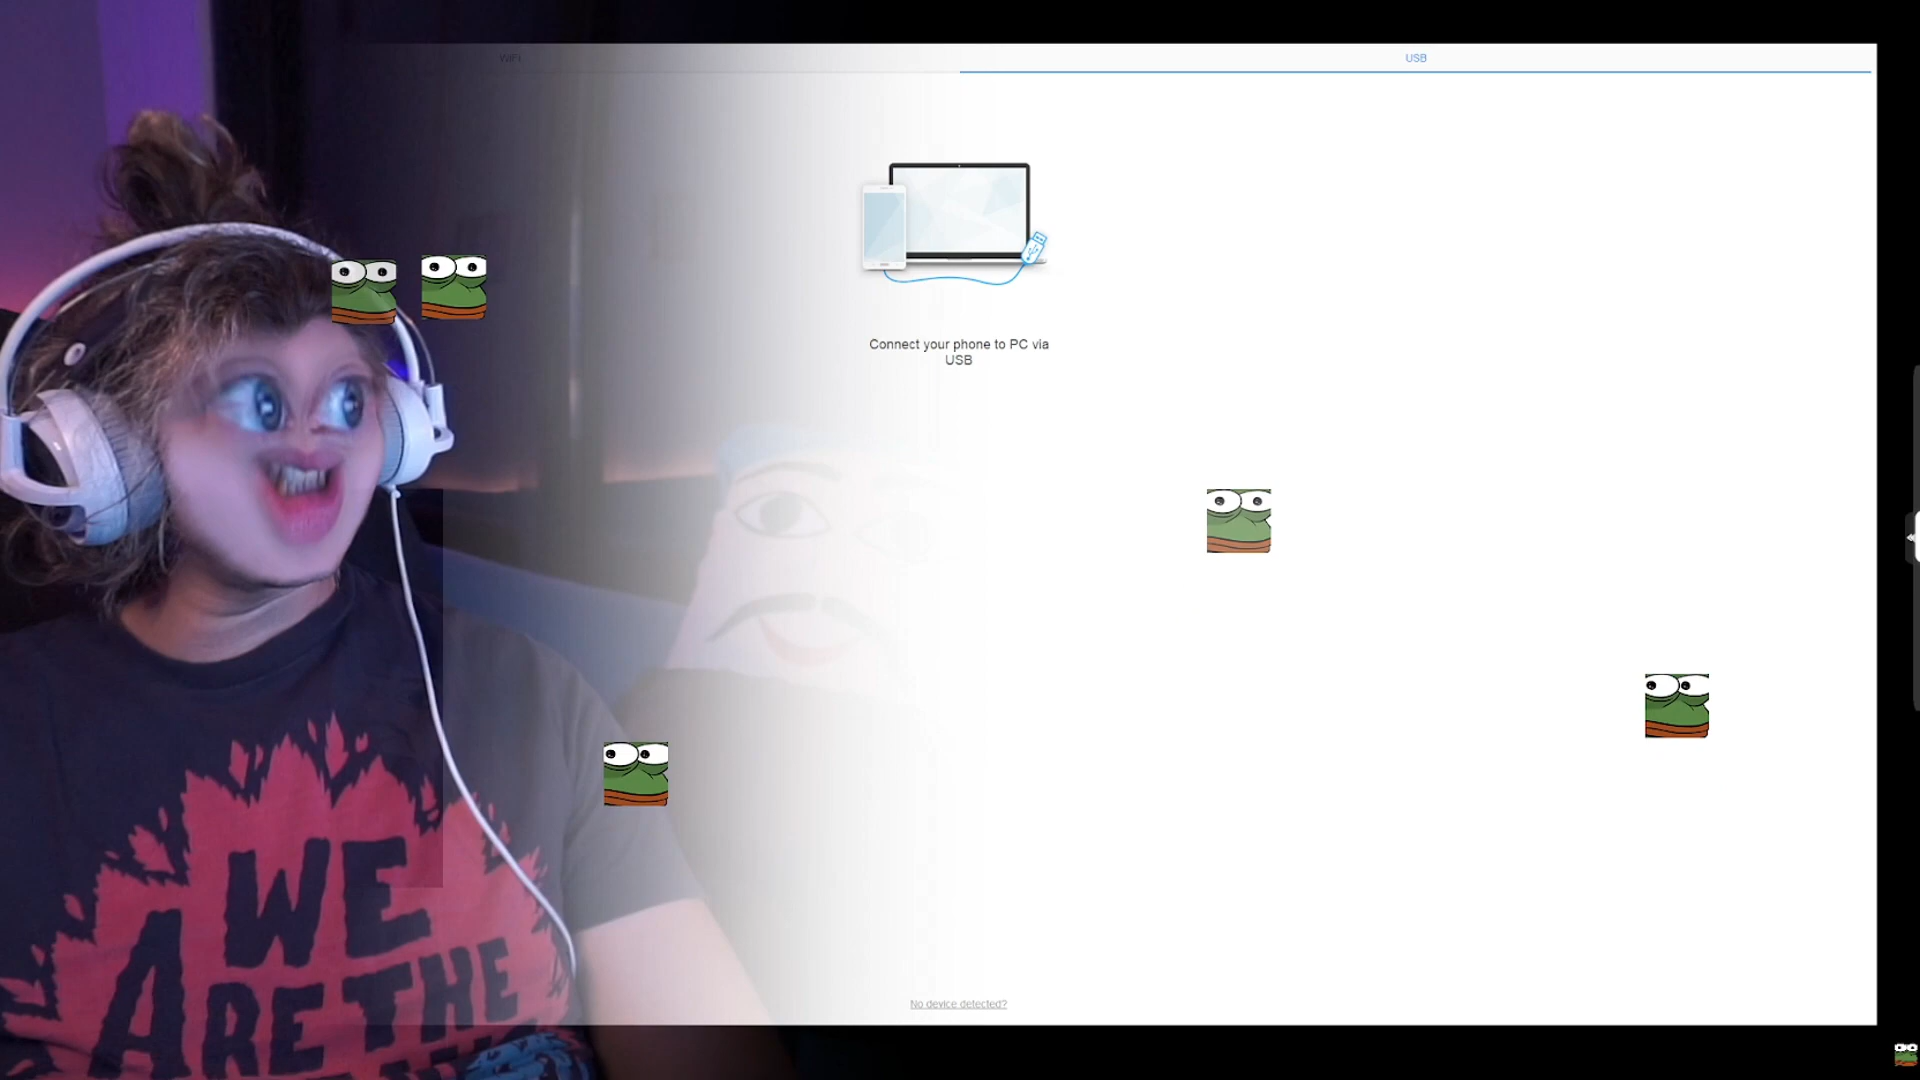 WiFi
USB
Connect your phone to PC via
USB
No device detected?
WE
ARE THE